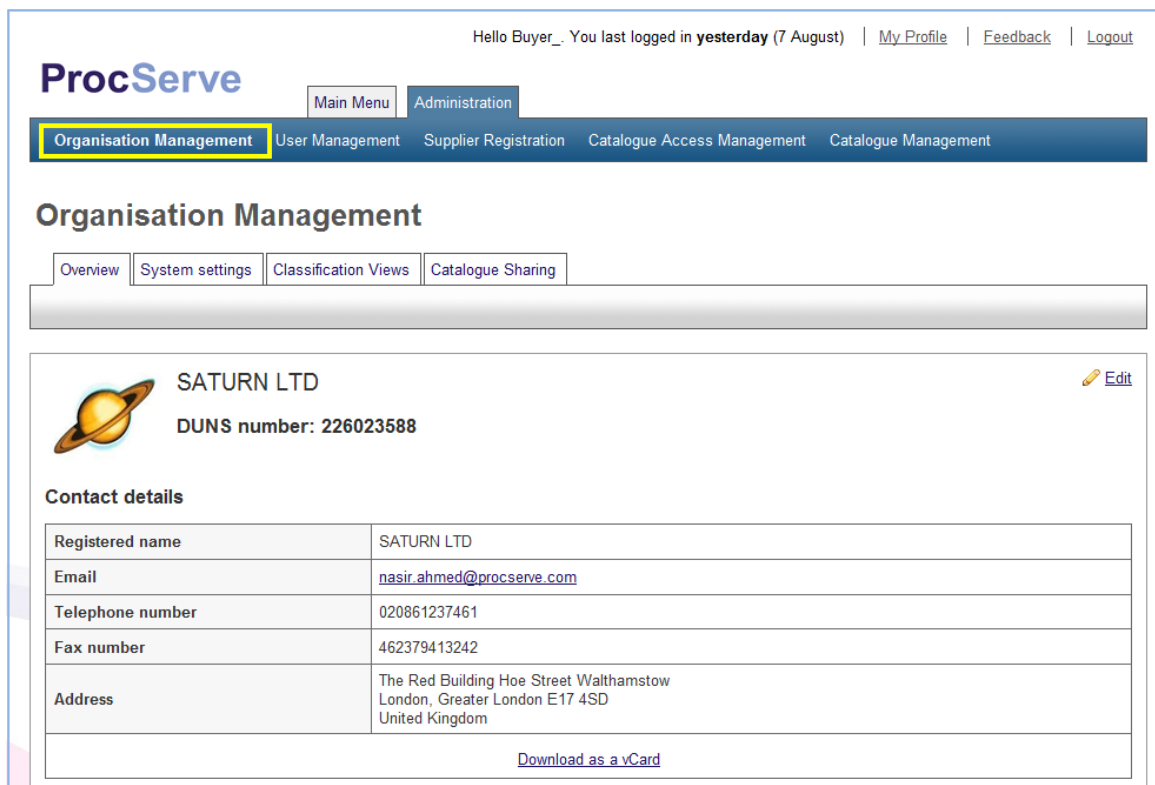 Hello Buyer_. You last logged in yesterday (7 August) | My Profile | Feedback | Logout
ProcServe
Main Menu Administration
Organisation Management User Management Supplier Registration Catalogue Access Management Catalogue Management
Organisation Management
Overview System settings Classification Views Catalogue Sharing
SATURN LTD
Edit
DUNS number: 226023588
Contact details
Registered name SATURN LTD
Email nasir.ahmed@procserve.com
Telephone number 020861237461
Fax number 462379413242
Address The Red Building Hoe Street Walthamstow
London, Greater London E17 4SD
United Kingdom
Download as a vCard